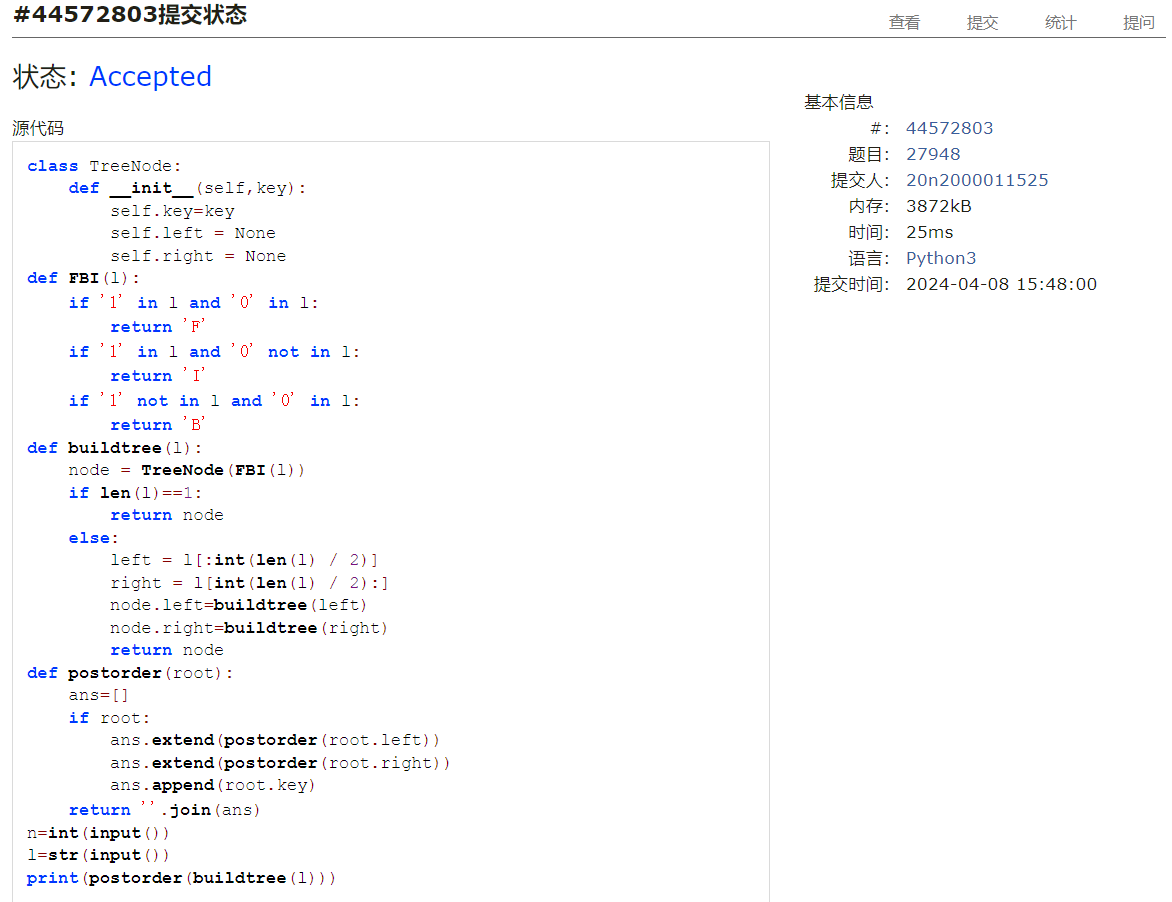 #44572803提交状态
查看 提交 统计 提问
状态: Accepted
源代码
class TreeNode:
    def __init__(self,key):
        self.key=key
        self.left = None
        self.right = None
def FBI(l):
    if '1' in l and '0' in l:
        return 'F'
    if '1' in l and '0' not in l:
        return 'I'
    if '1' not in l and '0' in l:
        return 'B'
def buildtree(l):
    node = TreeNode(FBI(l))
    if len(l)==1:
        return node
    else:
        left = l[:int(len(l) / 2)]
        right = l[int(len(l) / 2):]
        node.left=buildtree(left)
        node.right=buildtree(right)
        return node
def postorder(root):
    ans=[]
    if root:
        ans.extend(postorder(root.left))
        ans.extend(postorder(root.right))
        ans.append(root.key)
    return ''.join(ans)
n=int(input())
l=str(input())
print(postorder(buildtree(l)))
基本信息
#: 44572803
题目: 27948
提交人: 20n2000011525
内存: 3872kB
时间: 25ms
语言: Python3
提交时间: 2024-04-08 15:48:00